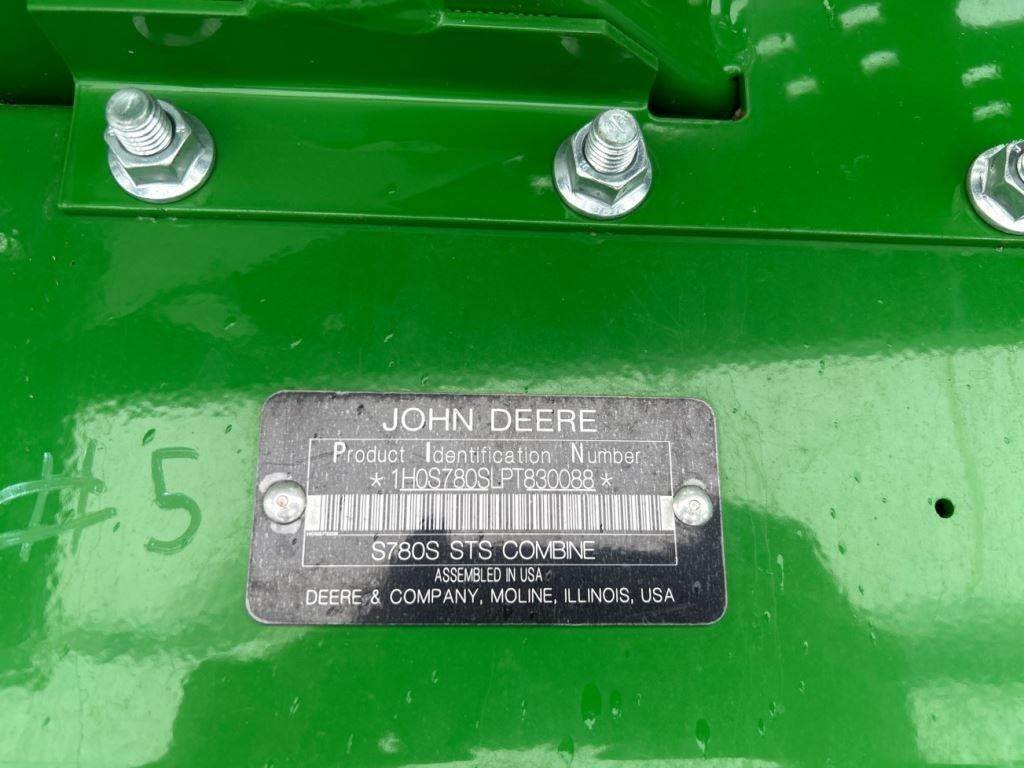 JOHN DEERE
Product Identification Number
*1H0S780SLPT830088*
S780S STS COMBINE
ASSEMBLED IN USA
DEERE & COMPANY, MOLINE, ILLINOIS, USA
#5